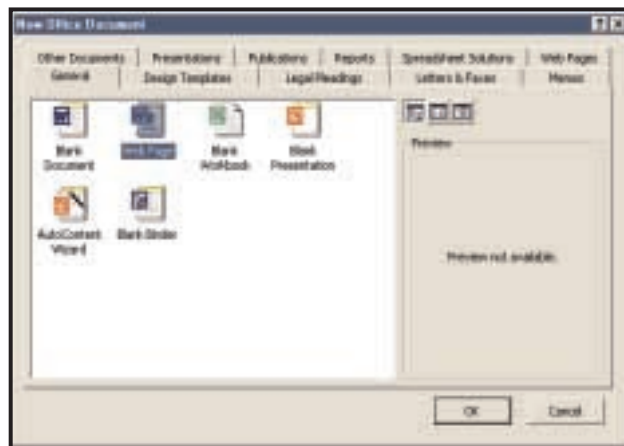 New Office Document
Other Documents Presentations Publications Reports Spreadsheet Solutions Web Pages
General Design Templates Legal Pleadings Letters & Faxes Memos
Blank Document
Web Page
Blank Workbook
Blank Presentation
AutoContent Wizard
Blank Binder
Preview
Preview not available.
OK Cancel